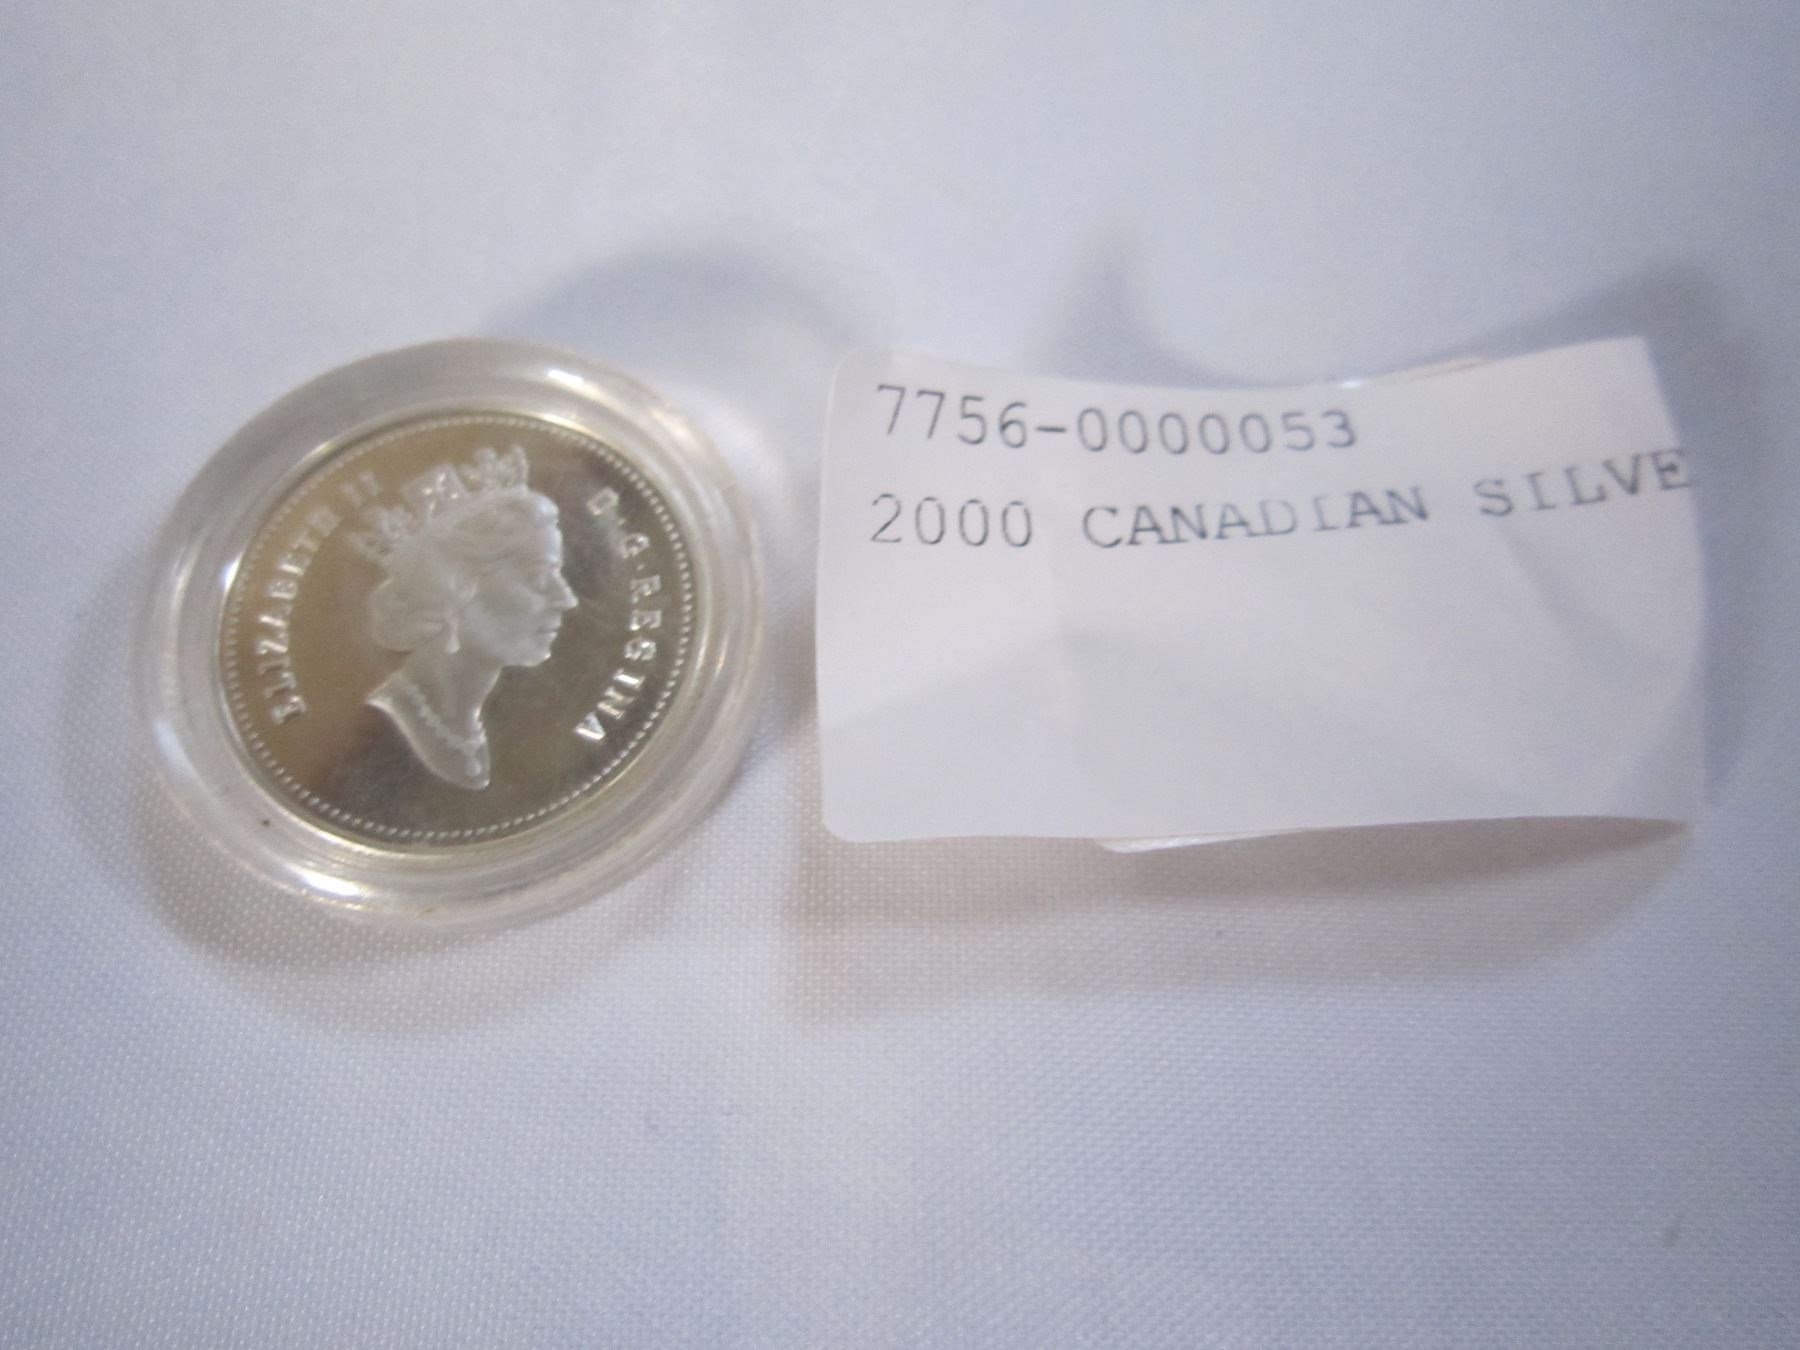 ELIZABETH II D·G·REGINA
7756-0000053
2000 CANADIAN SILVE